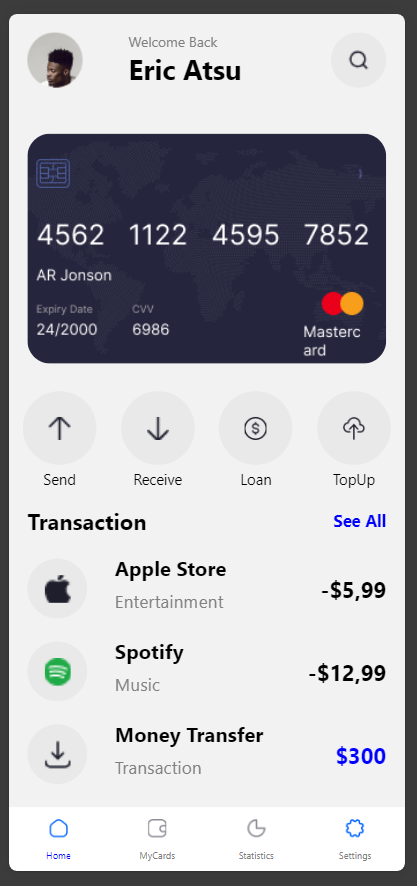 Welcome Back
Eric Atsu
4562 1122 4595 7852
AR Jonson
Expiry Date CVV
24/2000 6986
Masterc
ard
Send Receive Loan TopUp
Transaction See All
Apple Store
Entertainment
-$5,99
Spotify
Music
-$12,99
Money Transfer
Transaction
$300
Home MyCards Statistics Settings